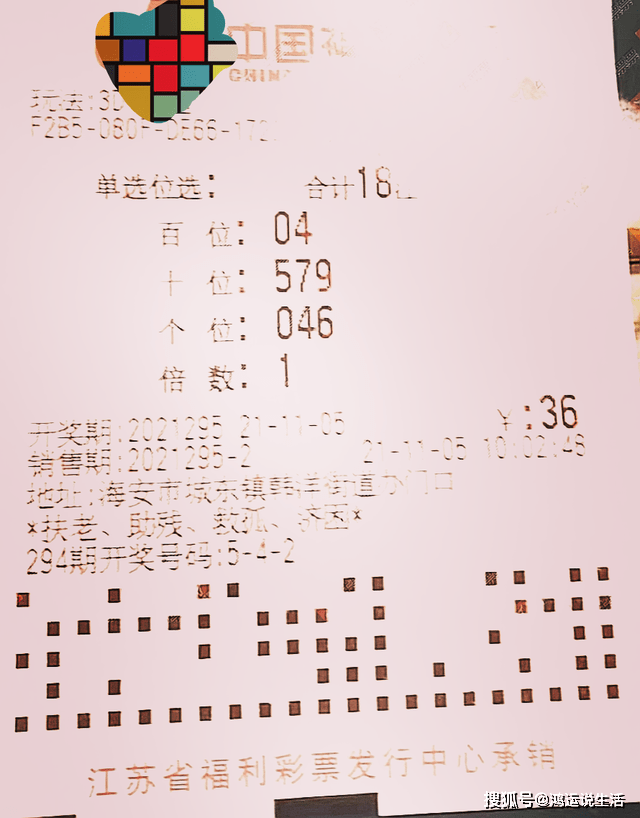 中国福
CHIN
玩法:3D
F2B5-080F-DE66-172
单选位选: 合计18
百 位: 04
十 位: 579
个 位: 046
倍 数: 1
开奖期:2021295 21-11-05 ¥:36
销售期:2021295-2 21-11-05 10:02:48
地址:海安市城东镇韩洋街道办门口
*扶老、助残、救孤、济困*
294期开奖号码:5-4-2
江苏省福利彩票发行中心承销
搜狐号@鸿运说生活